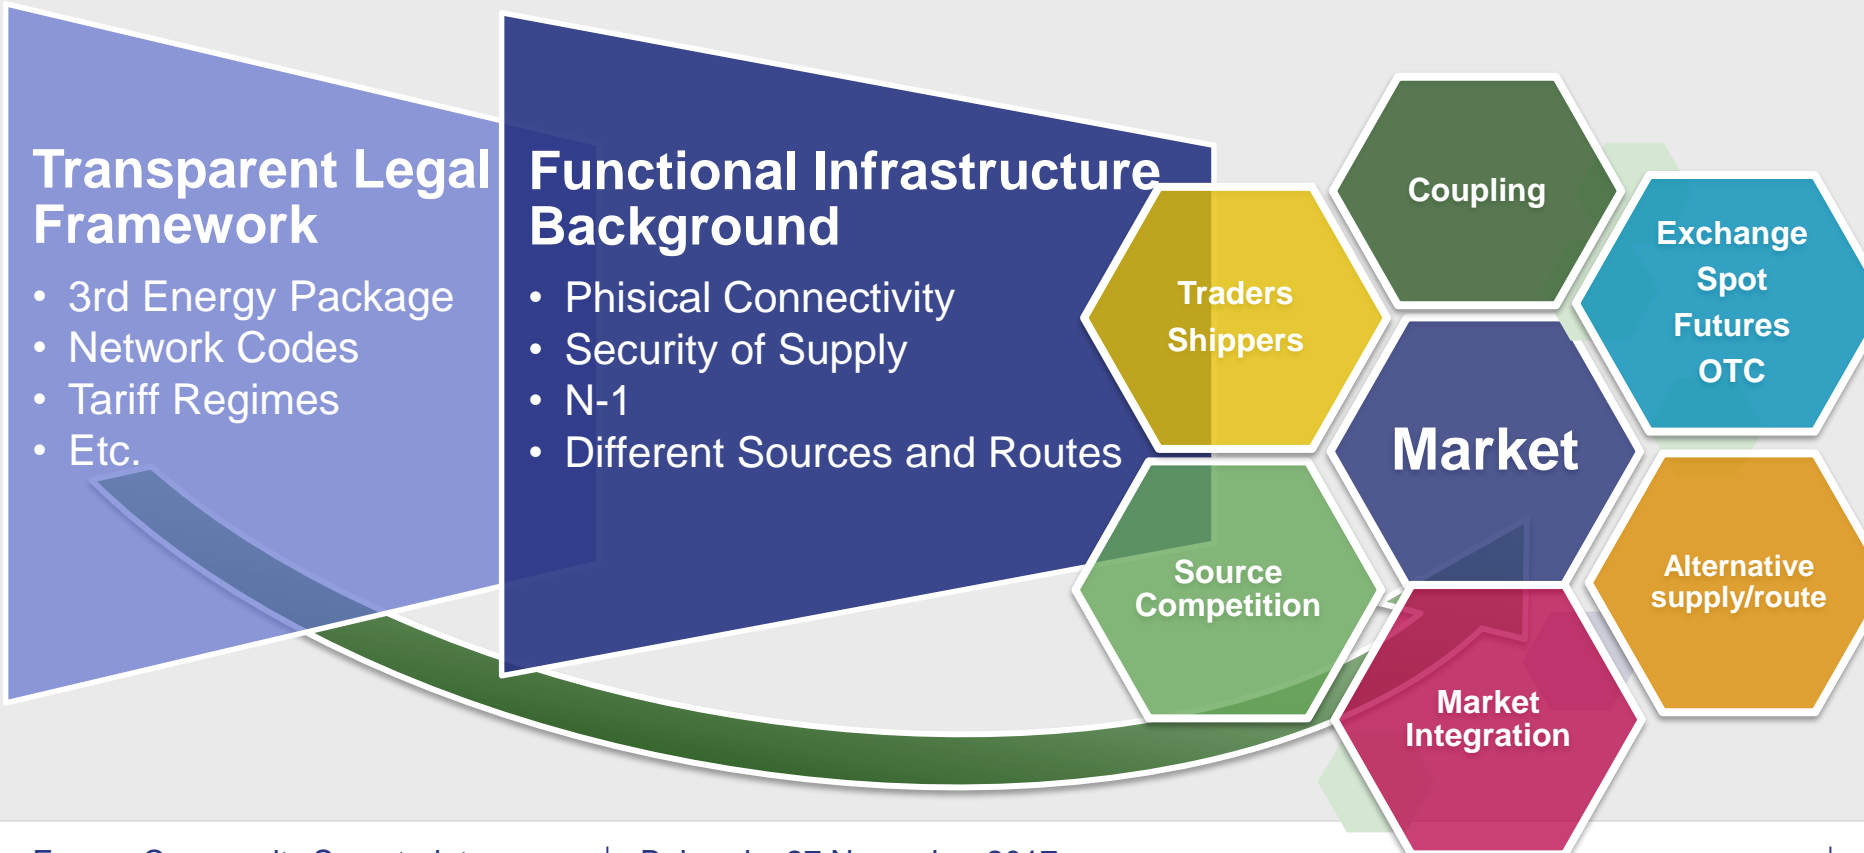 Transparent Legal
Framework
• 3rd Energy Package
• Network Codes
• Tariff Regimes
• Etc.
Functional Infrastructure
Background
• Phisical Connectivity
• Security of Supply
• N-1
• Different Sources and Routes
Traders
Shippers
Coupling
Exchange
Spot
Futures
OTC
Market
Source
Competition
Alternative
supply/route
Market
Integration